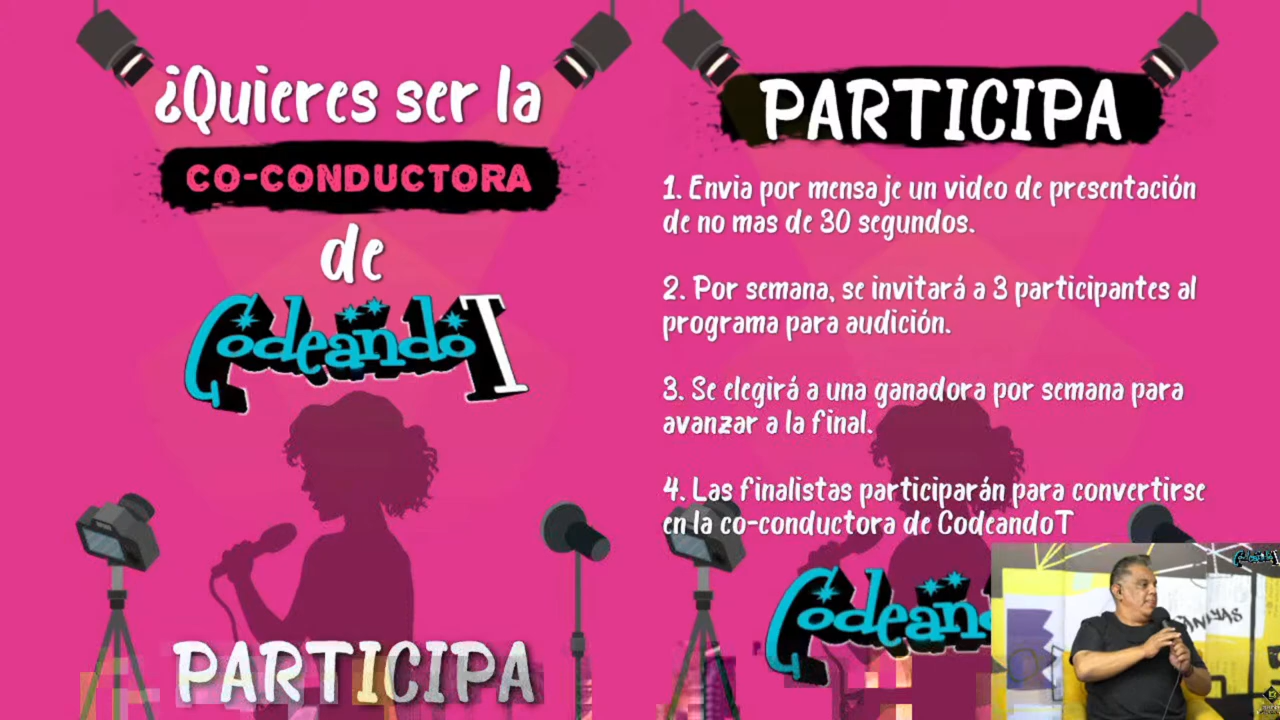 ¿Quieres ser la
CO-CONDUCTORA
de
CodeandoT
PARTICIPA
PARTICIPA
1. Envia por mensaje un video de presentación
de no mas de 30 segundos.
2. Por semana, se invitará a 3 participantes al
programa para audición.
3. Se elegirá a una ganadora por semana para
avanzar a la final.
4. Las finalistas participarán para convertirse
en la co-conductora de CodeandoT
Codean
CodeandoT